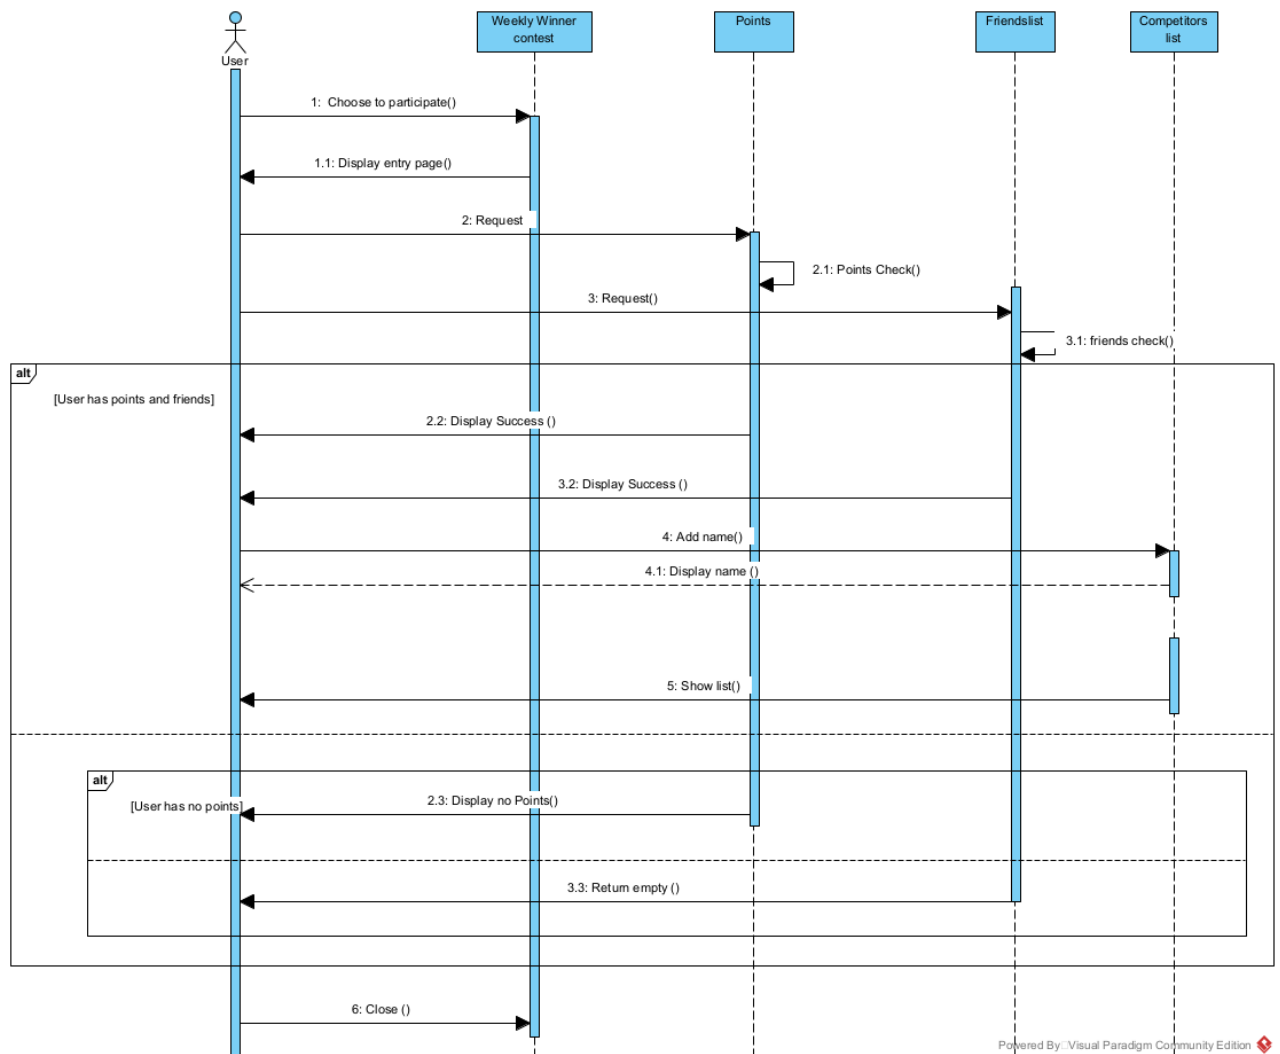 Weekly Winner
contest
Points
Friendslist
Competitors
list
User
1:  Choose to participate()
1.1: Display entry page()
2: Request
2.1: Points Check()
3: Request()
3.1: friends check()
alt
[User has points and friends]
2.2: Display Success ()
3.2: Display Success ()
4: Add name()
4.1: Display name ()
5: Show list()
alt
[User has no points]
2.3: Display no Points()
3.3: Return empty ()
6: Close ()
Powered By Visual Paradigm Community Edition